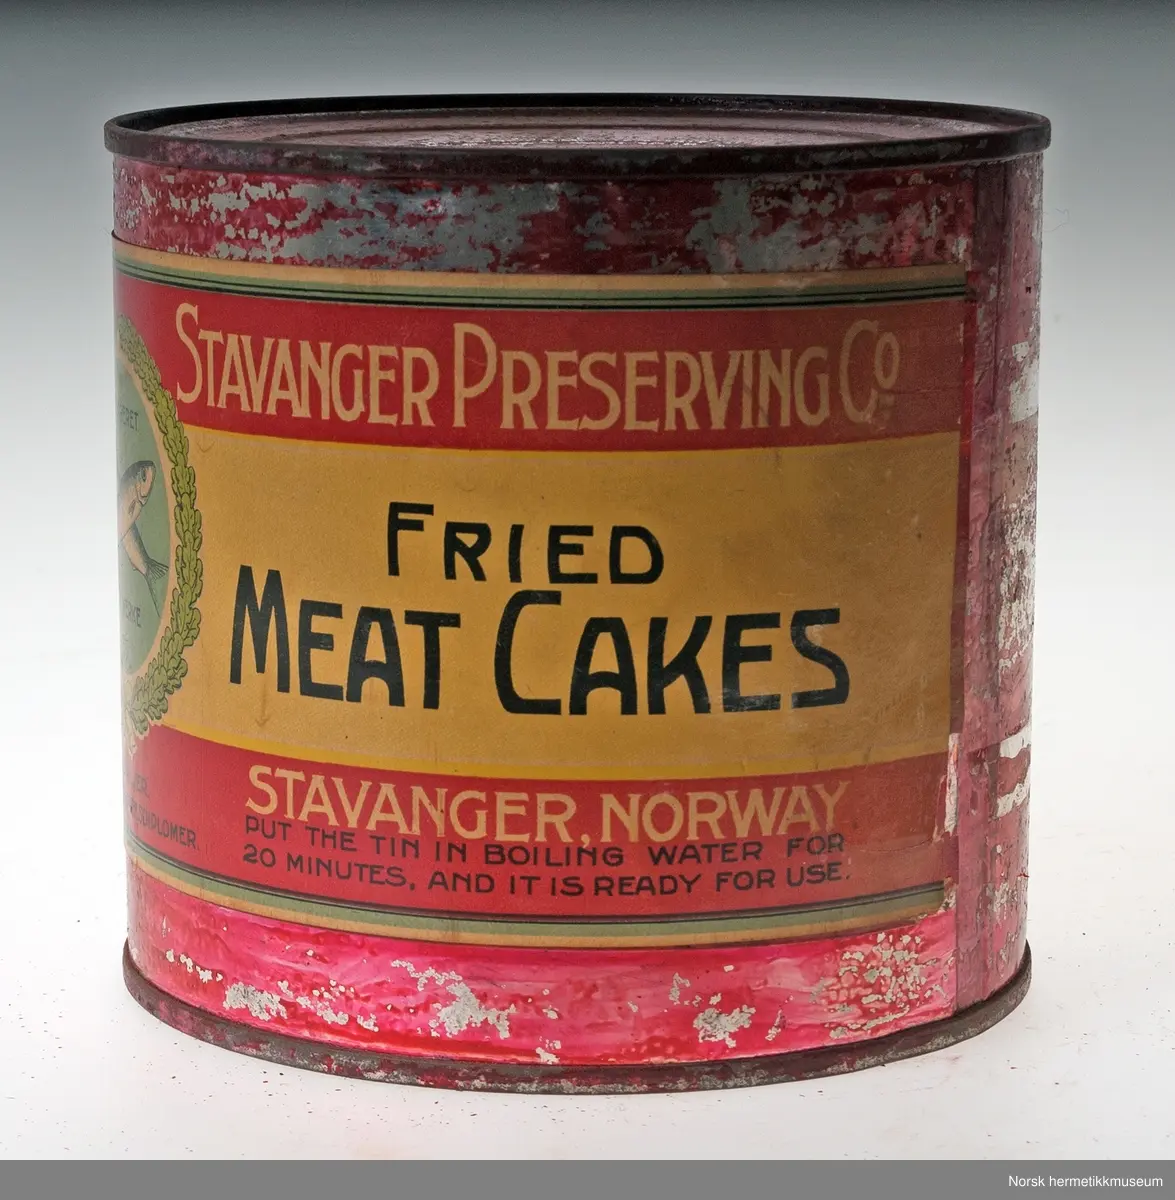 STAVANGER PRESERVING Co
FRIED
MEAT CAKES
STAVANGER, NORWAY
PUT THE TIN IN BOILING WATER FOR
20 MINUTES, AND IT IS READY FOR USE.
Norsk hermetikkmuseum